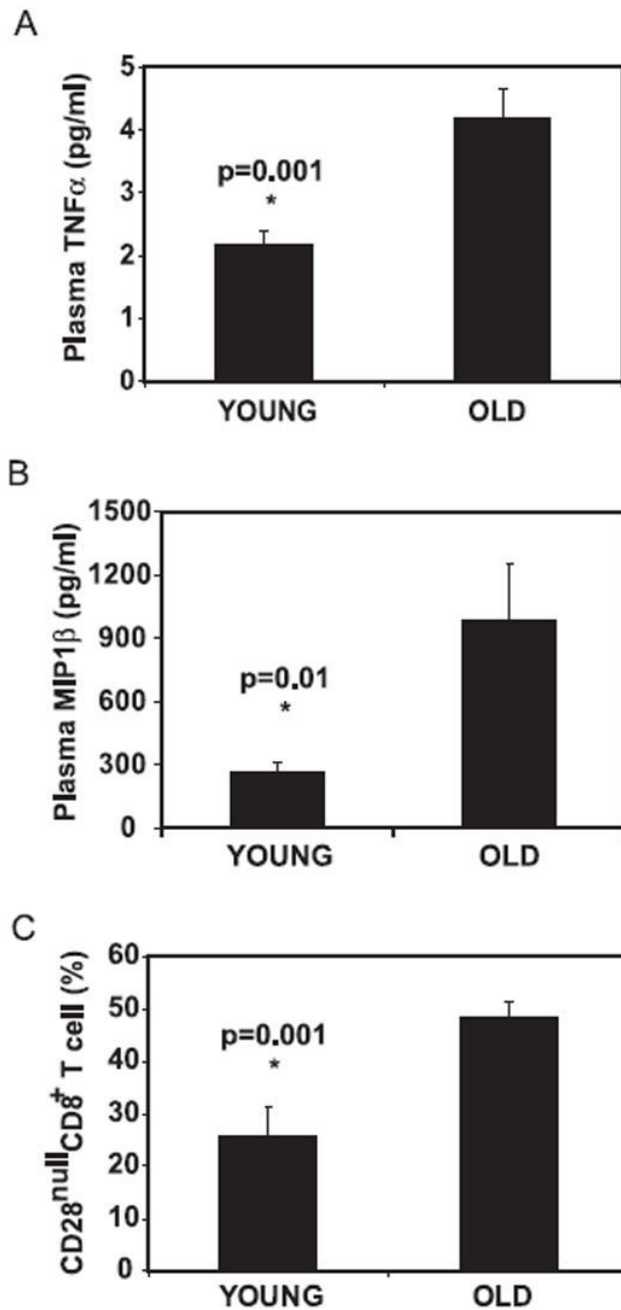 A
Plasma TNFα (pg/ml)
5
4
3
2
1
0
p=0.001
*
YOUNG OLD
B
Plasma MIP1β (pg/ml)
1500
1200
900
600
300
0
p=0.01
*
YOUNG OLD
C
CD28null CD8+ T cell (%)
60
50
40
30
20
10
0
p=0.001
*
YOUNG OLD